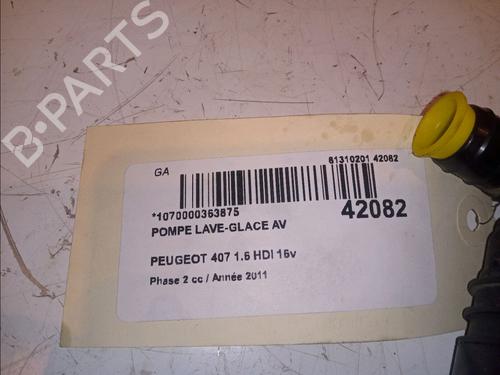 B-PARTS
GA
81310201 42082
*1070000363875
42082
POMPE LAVE-GLACE AV
PEUGEOT 407 1.6 HDI 16v
Phase 2 cc / Année 2011